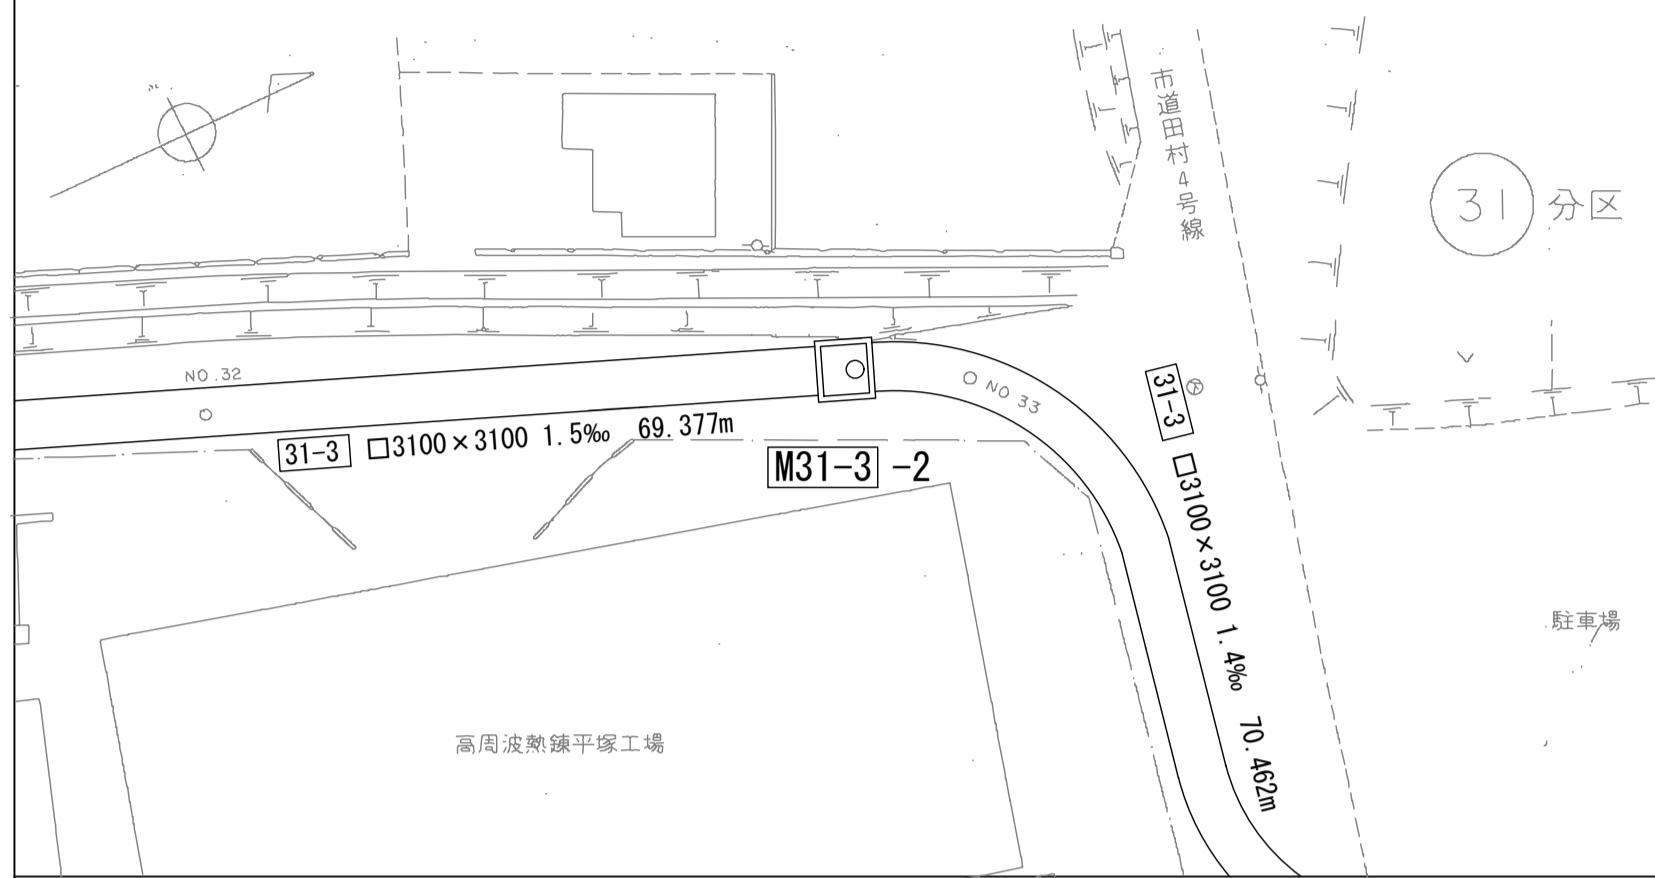 市道田村4号線
31 分区
NO.32
31-3 □3100×3100 1.5‰ 69.377m
M31-3 -2
NO 33
31-3 □3100×3100 1.4‰ 70.462m
駐車場
高周波熱錬平塚工場